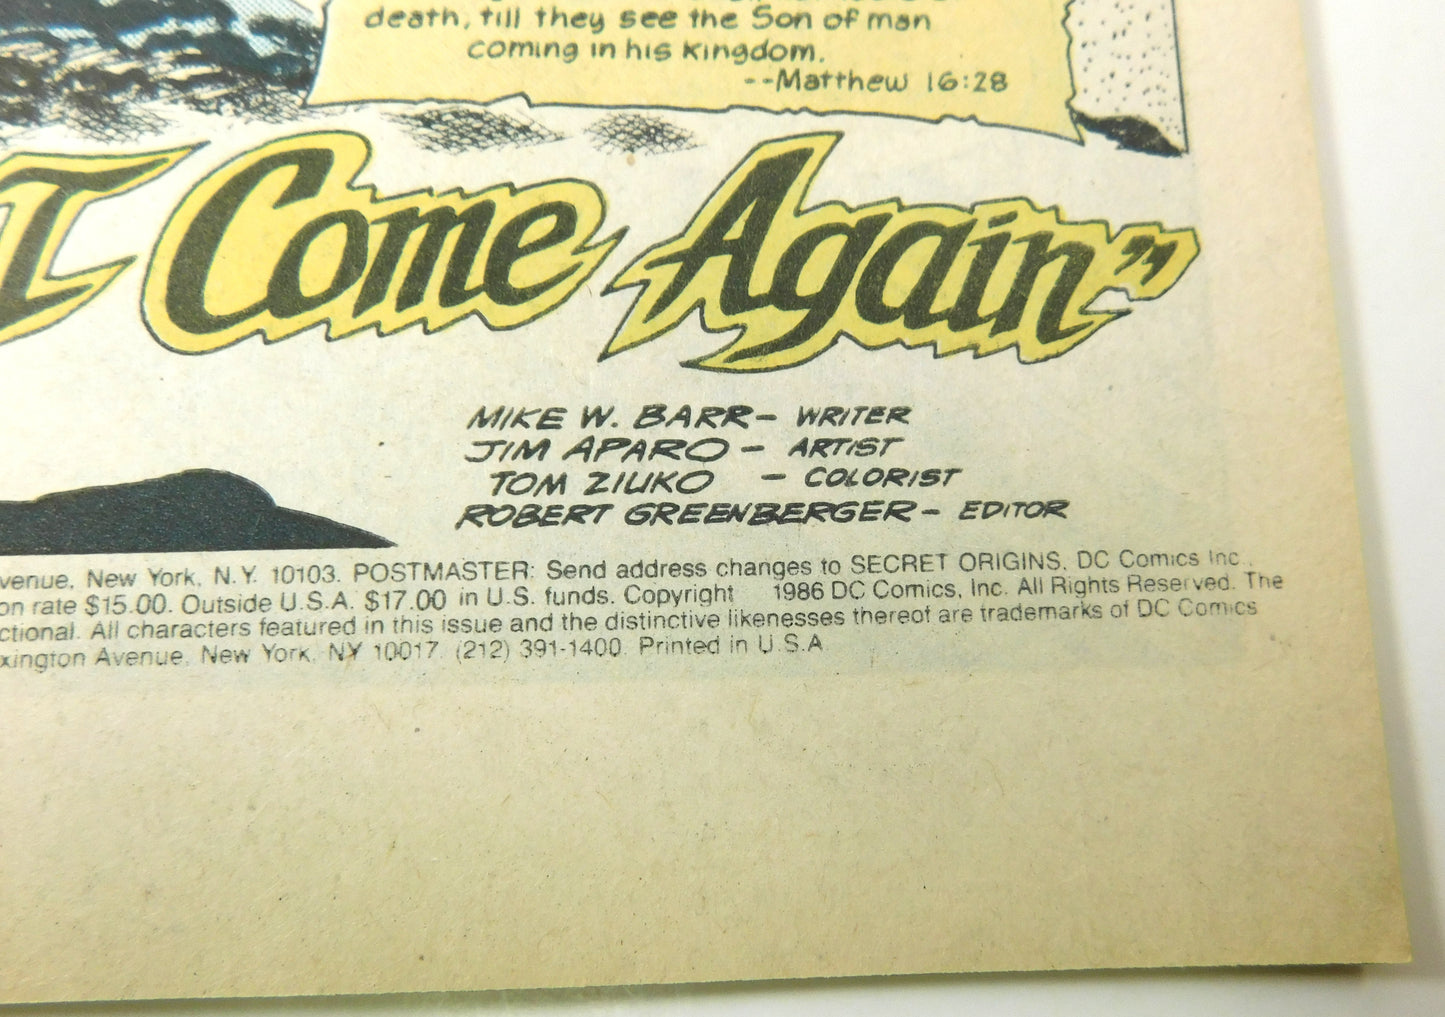 death, till they see the Son of man
coming in his kingdom.
--Matthew 16:28
I Come Again"
MIKE W. BARR - WRITER
JIM APARO - ARTIST
TOM ZIUKO - COLORIST
ROBERT GREENBERGER - EDITOR
venue, New York, N.Y. 10103. POSTMASTER: Send address changes to SECRET ORIGINS, DC Comics Inc.,
on rate $15.00. Outside U.S.A. $17.00 in U.S. funds. Copyright 1986 DC Comics, Inc. All Rights Reserved. The
ctional. All characters featured in this issue and the distinctive likenesses thereof are trademarks of DC Comics
xington Avenue, New York, NY 10017. (212) 391-1400. Printed in U.S.A.